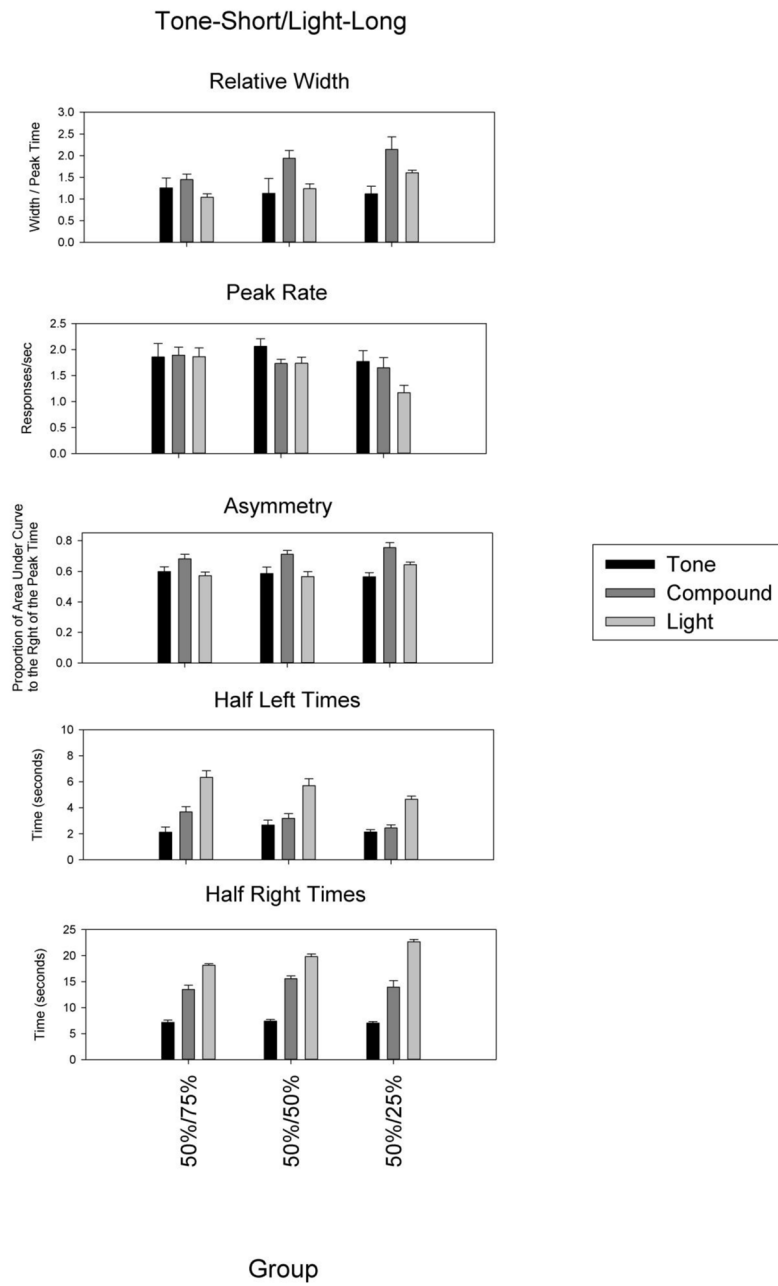 Tone-Short/Light-Long
Relative Width
Width / Peak Time
3.0
2.5
2.0
1.5
1.0
0.5
0.0
Peak Rate
Responses/sec
2.5
2.0
1.5
1.0
0.5
0.0
Asymmetry
Proportion of Area Under Curve
to the Rght of the Peak Time
0.8
0.6
0.4
0.2
0.0
Tone
Compound
Light
Half Left Times
Time (seconds)
10
8
6
4
2
0
Half Right Times
Time (seconds)
25
20
15
10
5
0
50%/75%
50%/50%
50%/25%
Group